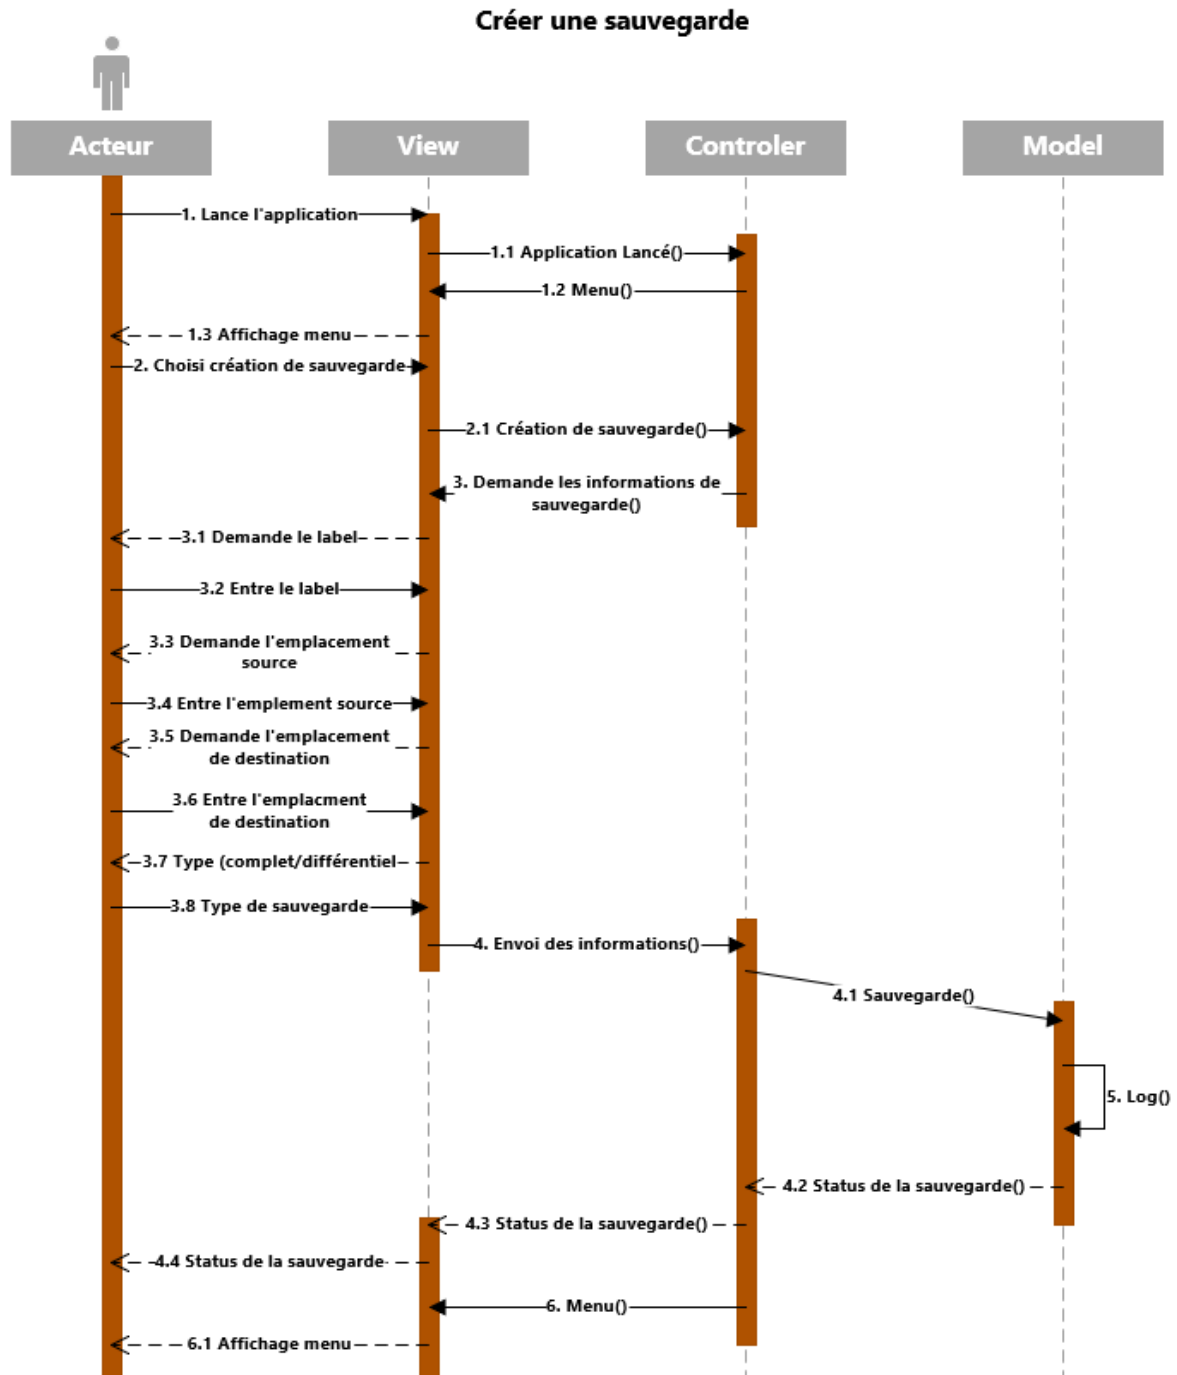 Créer une sauvegarde
Acteur
View
Controler
Model
1. Lance l'application
1.1 Application Lancé()
1.2 Menu()
1.3 Affichage menu
2. Choisi création de sauvegarde
2.1 Création de sauvegarde()
3. Demande les informations de
sauvegarde()
3.1 Demande le label
3.2 Entre le label
3.3 Demande l'emplacement
source
3.4 Entre l'emplement source
3.5 Demande l'emplacement
de destination
3.6 Entre l'emplacment
de destination
3.7 Type (complet/différentiel
3.8 Type de sauvegarde
4. Envoi des informations()
4.1 Sauvegarde()
5. Log()
4.2 Status de la sauvegarde()
4.3 Status de la sauvegarde()
4.4 Status de la sauvegarde
6. Menu()
6.1 Affichage menu